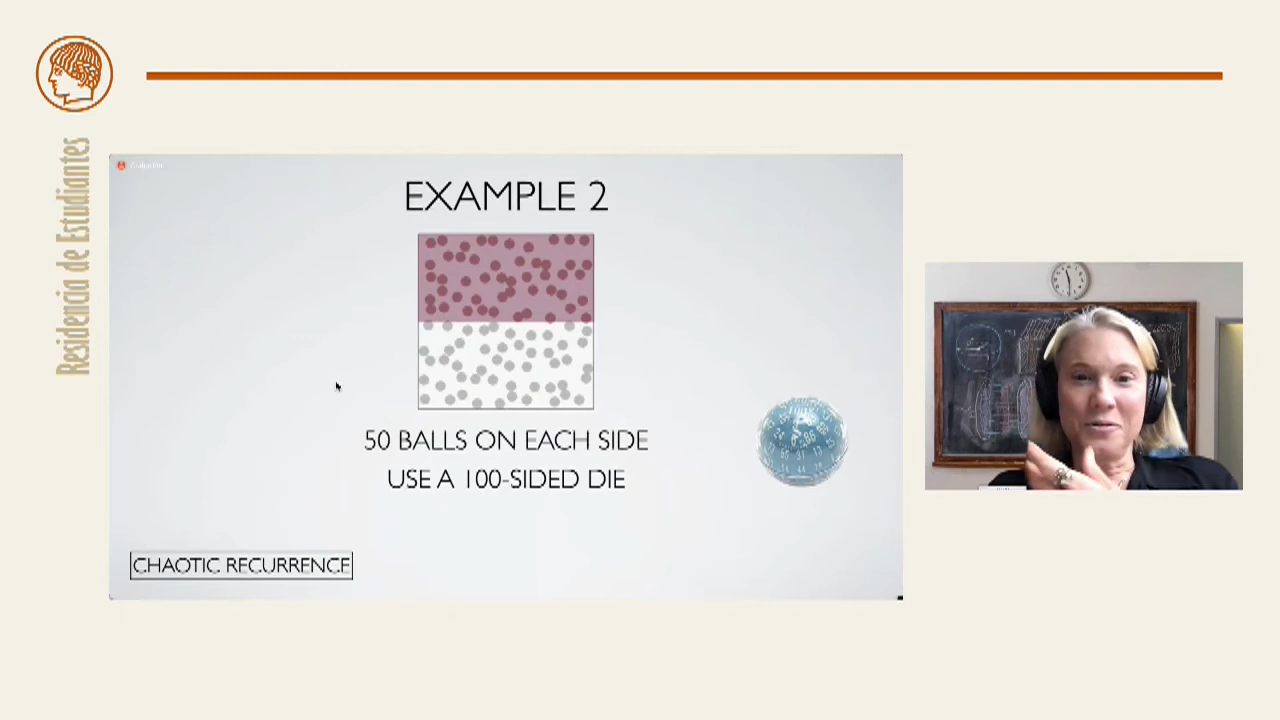 Residencia de Estudiantes
EXAMPLE 2
50 BALLS ON EACH SIDE
USE A 100-SIDED DIE
CHAOTIC RECURRENCE